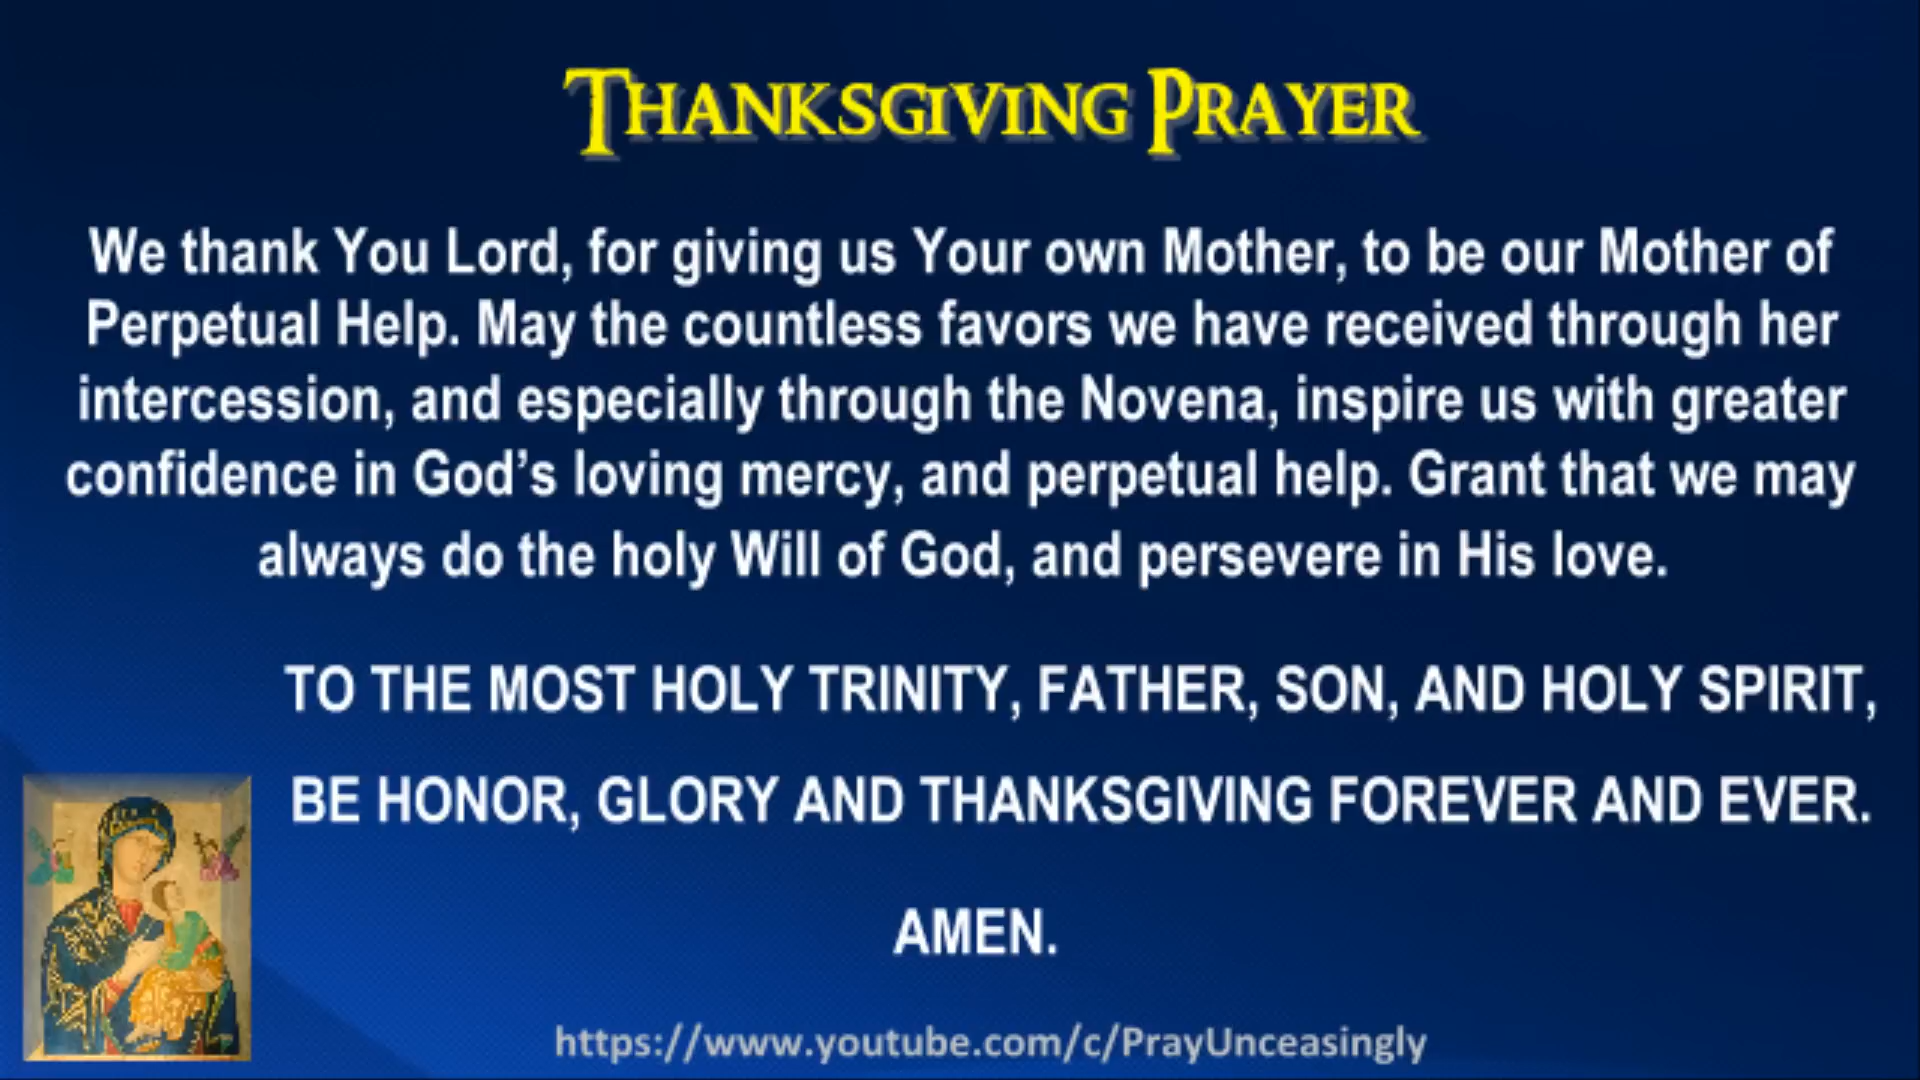 THANKSGIVING PRAYER
We thank You Lord, for giving us Your own Mother, to be our Mother of
Perpetual Help. May the countless favors we have received through her
intercession, and especially through the Novena, inspire us with greater
confidence in God’s loving mercy, and perpetual help. Grant that we may
always do the holy Will of God, and persevere in His love.
TO THE MOST HOLY TRINITY, FATHER, SON, AND HOLY SPIRIT,
BE HONOR, GLORY AND THANKSGIVING FOREVER AND EVER.
AMEN.
https://www.youtube.com/c/PrayUnceasingly